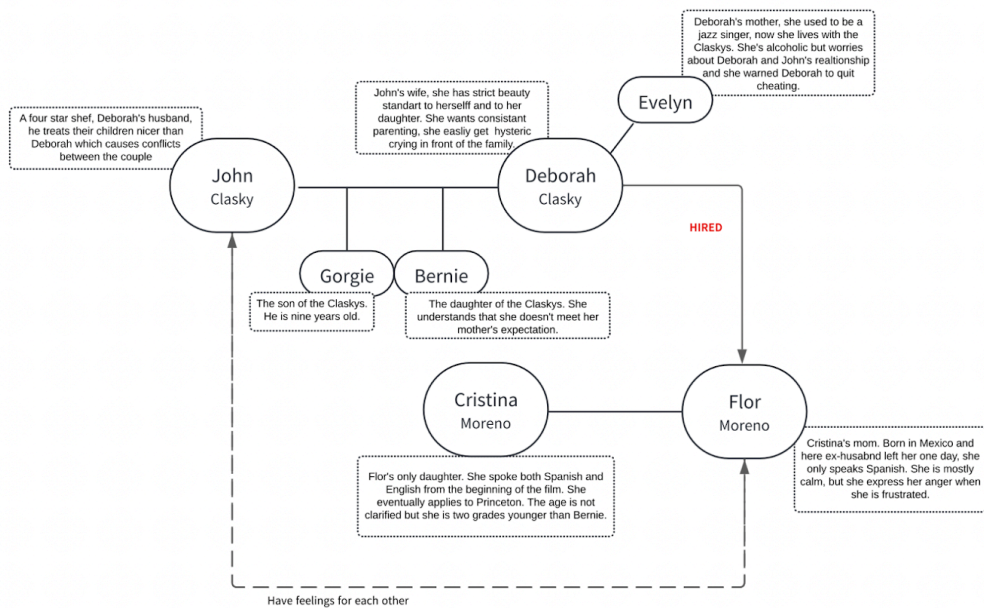 Deborah's mother, she used to be a
jazz singer, now she lives with the
Claskys. She's alcoholic but worries
about Deborah and John's realtionship
and she warned Deborah to quit
cheating.
Evelyn
John's wife, she has strict beauty
standart to herselff and to her
daughter. She wants consistant
parenting, she easliy get hysteric
crying in front of the family.
A four star shef, Deborah's husband,
he treats their children nicer than
Deborah which causes conflicts
between the couple
John
Clasky
Deborah
Clasky
HIRED
Gorgie
Bernie
The son of the Claskys.
He is nine years old.
The daughter of the Claskys. She
understands that she doesn't meet her
mother's expectation.
Cristina
Moreno
Flor
Moreno
Cristina's mom. Born in Mexico and
here ex-husabnd left her one day, she
only speaks Spanish. She is mostly
calm, but she express her anger when
she is frustrated.
Flor's only daughter. She spoke both Spanish and
English from the beginning of the film. She
eventually applies to Princeton. The age is not
clarified but she is two grades younger than Bernie.
Have feelings for each other